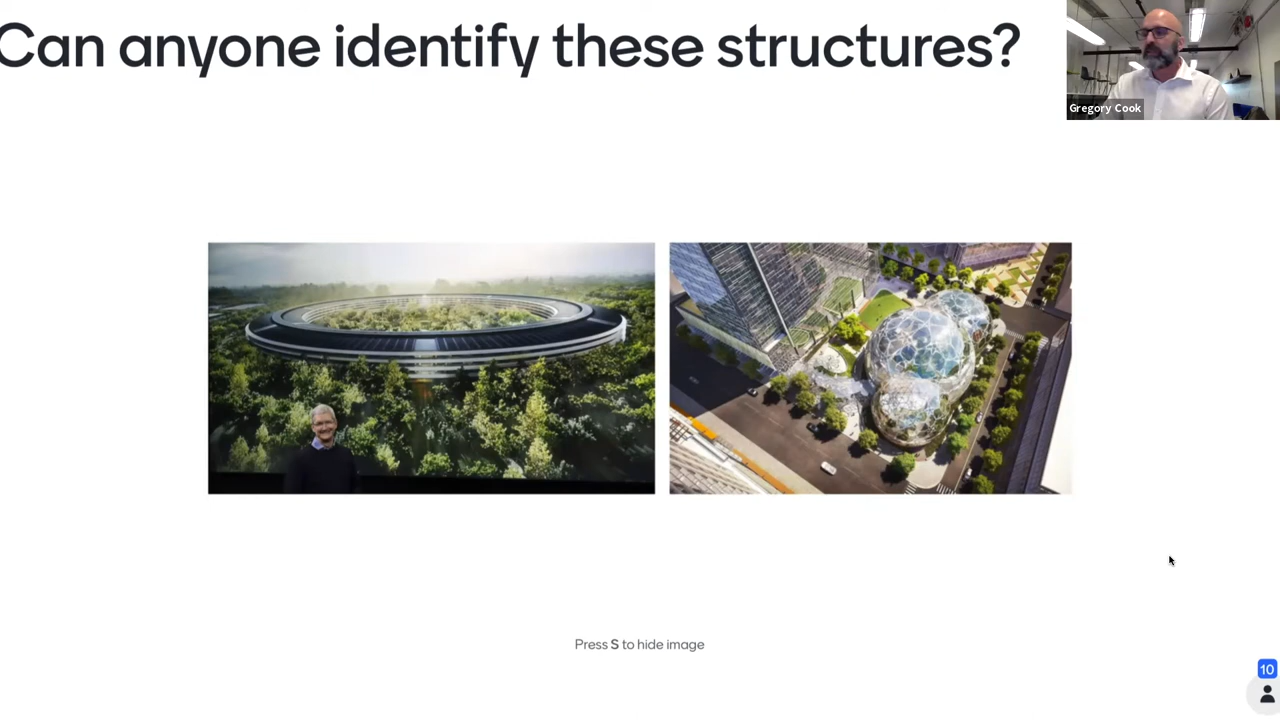 Can anyone identify these structures?
Gregory Cook
Press S to hide image
10